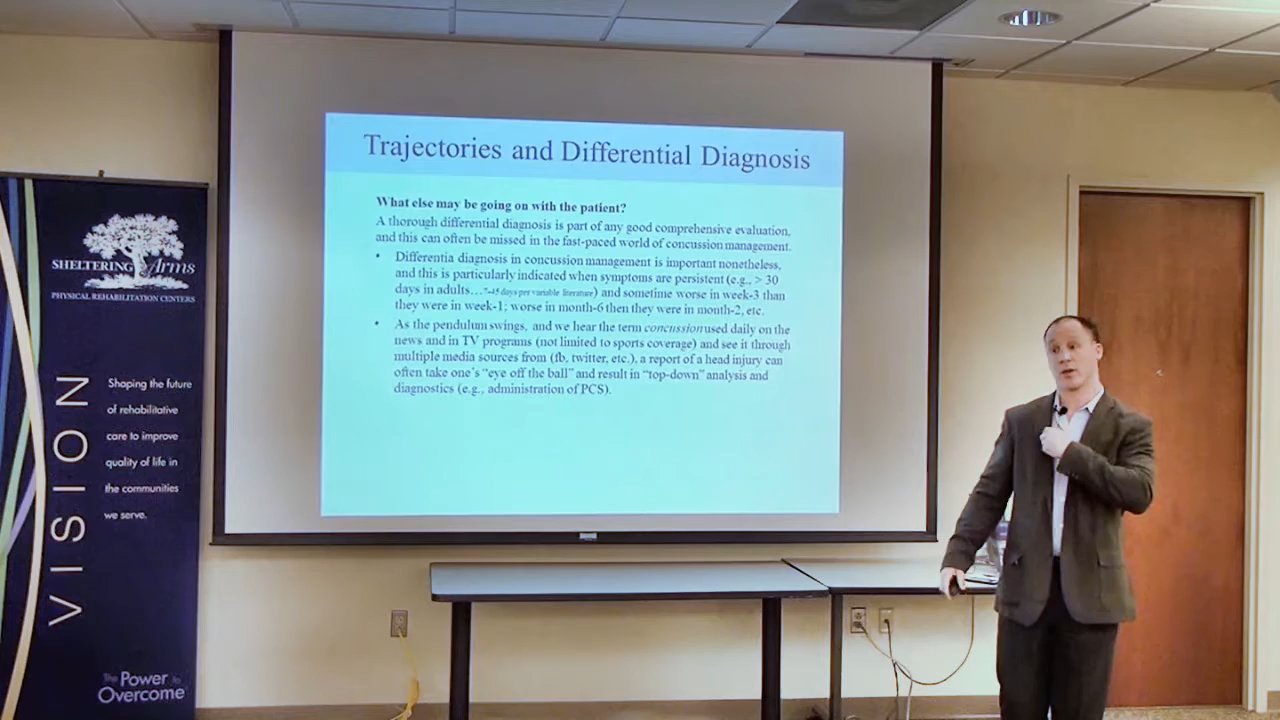 Trajectories and Differential Diagnosis
What else may be going on with the patient?
A thorough differential diagnosis is part of any good comprehensive evaluation,
and this can often be missed in the fast-paced world of concussion management.
• Differentia diagnosis in concussion management is important nonetheless,
and this is particularly indicated when symptoms are persistent (e.g., > 30
days in adults… days per variable literature) and sometime worse in week-3 than
they were in week-1; worse in month-6 then they were in month-2, etc.
• As the pendulum swings, and we hear the term concussion used daily on the
news and in TV programs (not limited to sports coverage) and see it through
multiple media sources from (fb, twitter, etc.), a report of a head injury can
often take one's “eye off the ball” and result in “top-down” analysis and
diagnostics (e.g., administration of PCS).
SHELTERING Arms
PHYSICAL REHABILITATION CENTERS
VISION
Shaping the future
of rehabilitative
care to improve
quality of life in
the communities
we serve.
The Power to
Overcome